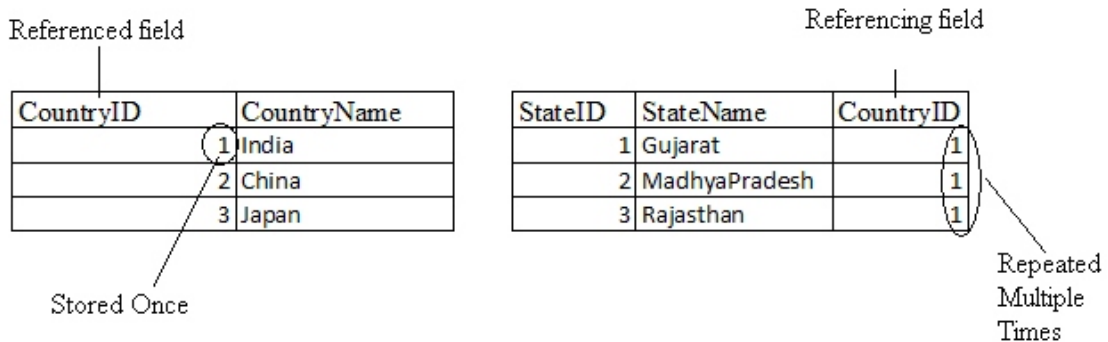 Referenced field
Referencing field
CountryID CountryName
1 India
2 China
3 Japan
StateID StateName CountryID
1 Gujarat 1
2 MadhyaPradesh 1
3 Rajasthan 1
Stored Once
Repeated
Multiple
Times